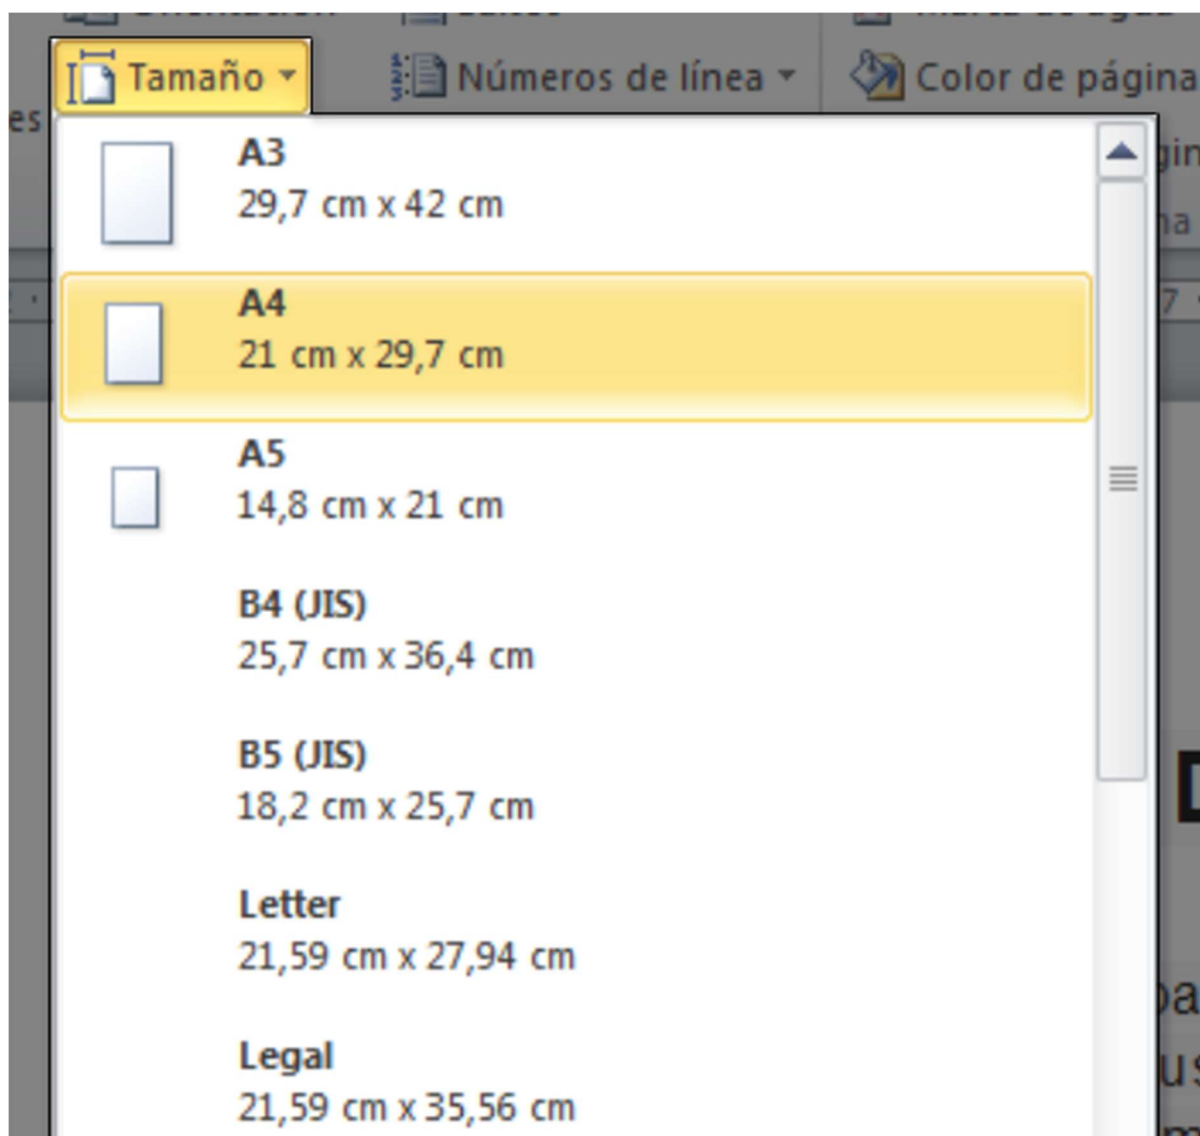 Tamaño
Números de línea
Color de página
es
A3
29,7 cm x 42 cm
A4
21 cm x 29,7 cm
7
A5
14,8 cm x 21 cm
B4 (JIS)
25,7 cm x 36,4 cm
B5 (JIS)
18,2 cm x 25,7 cm
Letter
21,59 cm x 27,94 cm
Legal
21,59 cm x 35,56 cm